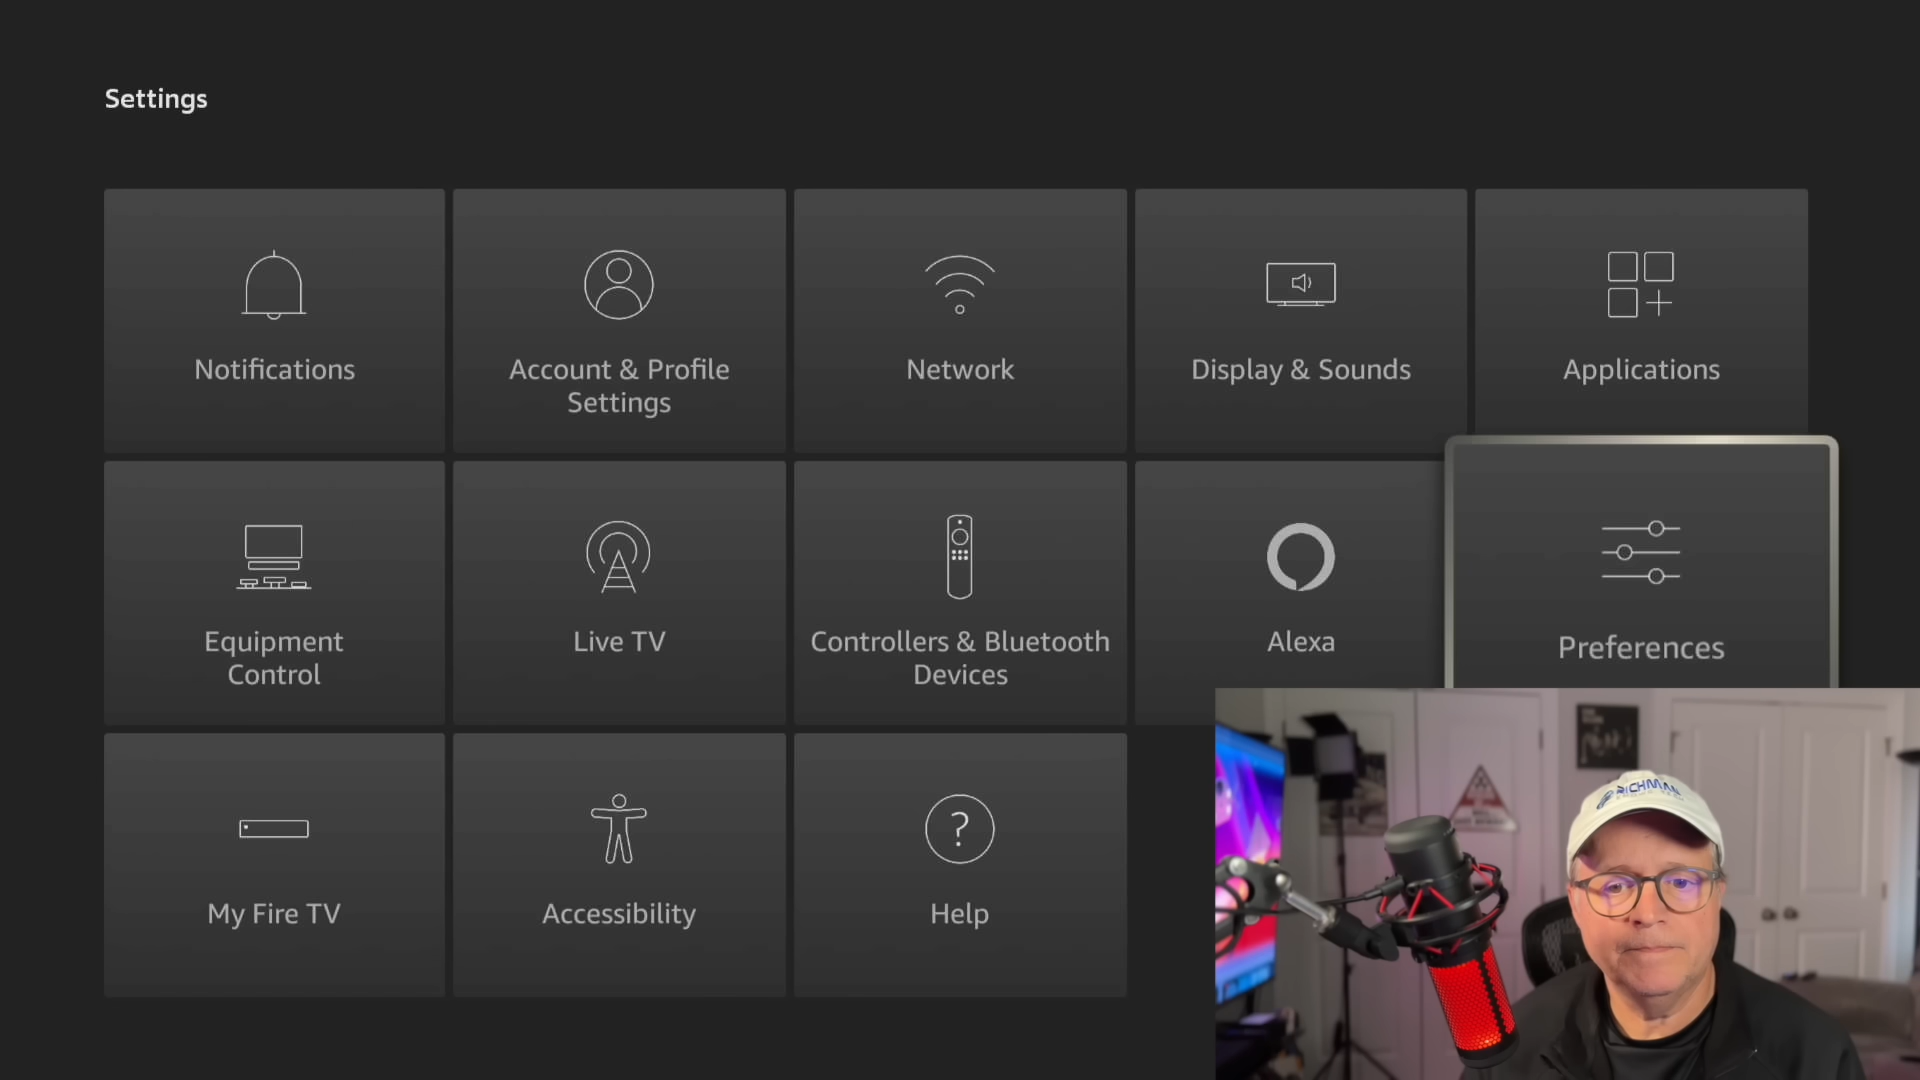 Settings
Notifications
Account & Profile
Settings
Network
Display & Sounds
Applications
Equipment
Control
Live TV
Controllers & Bluetooth
Devices
Alexa
Preferences
My Fire TV
Accessibility
?
Help
RICHMAN